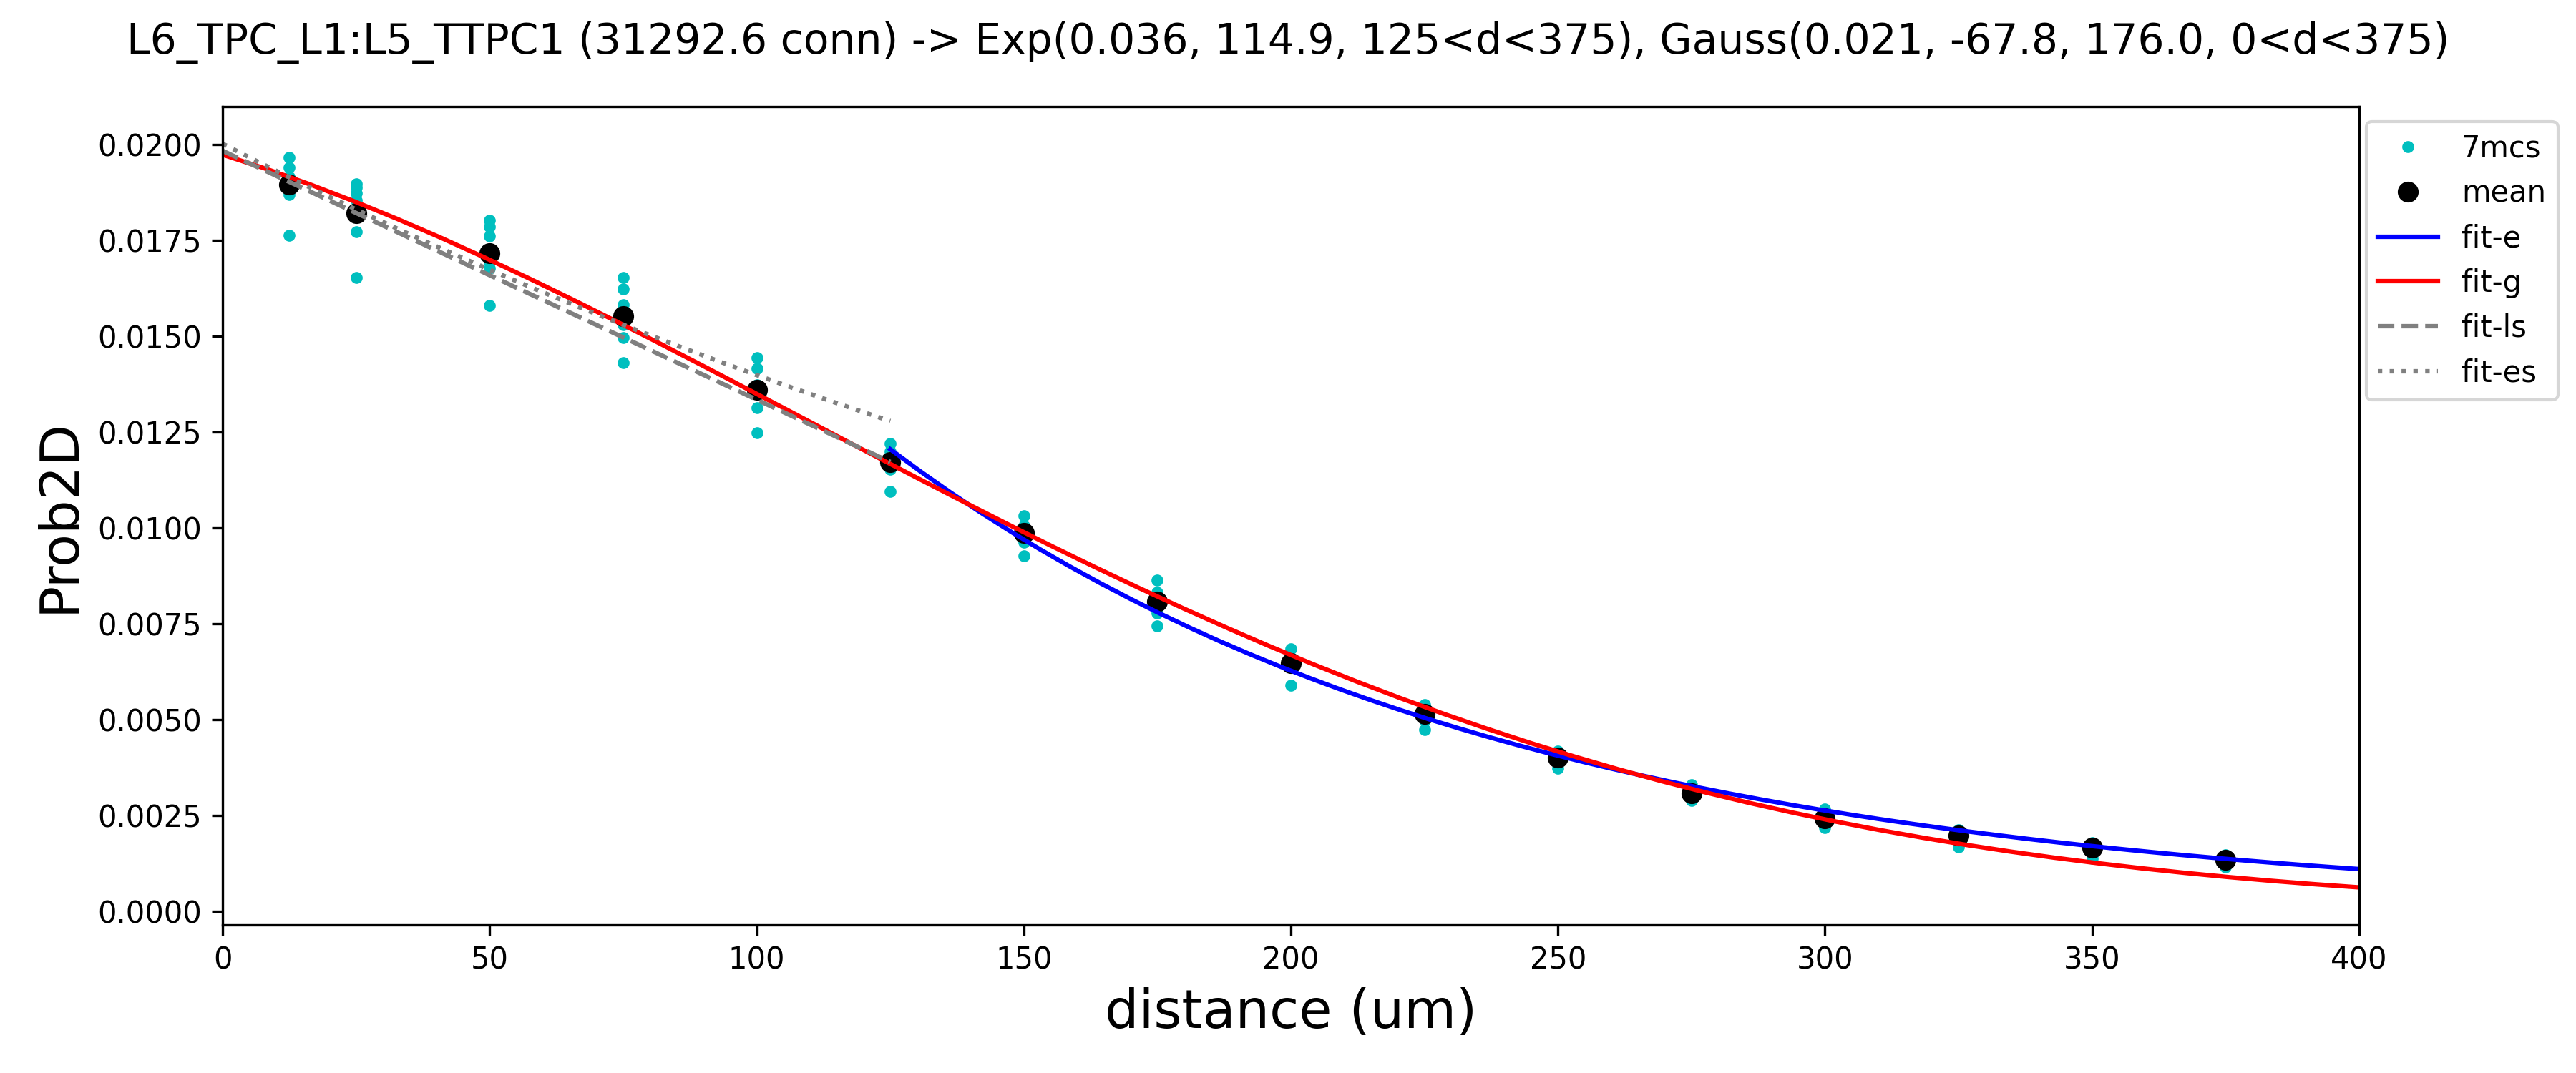 L6_TPC_L1:L5_TTPC1 (31292.6 conn) -> Exp(0.036, 114.9, 125<d<375), Gauss(0.021, -67.8, 176.0, 0<d<375)
0.0200
0.0175
0.0150
0.0125
0.0100
0.0075
0.0050
0.0025
0.0000
Prob2D
0 50 100 150 200 250 300 350 400
distance (um)
7mcs
mean
fit-e
fit-g
fit-ls
fit-es